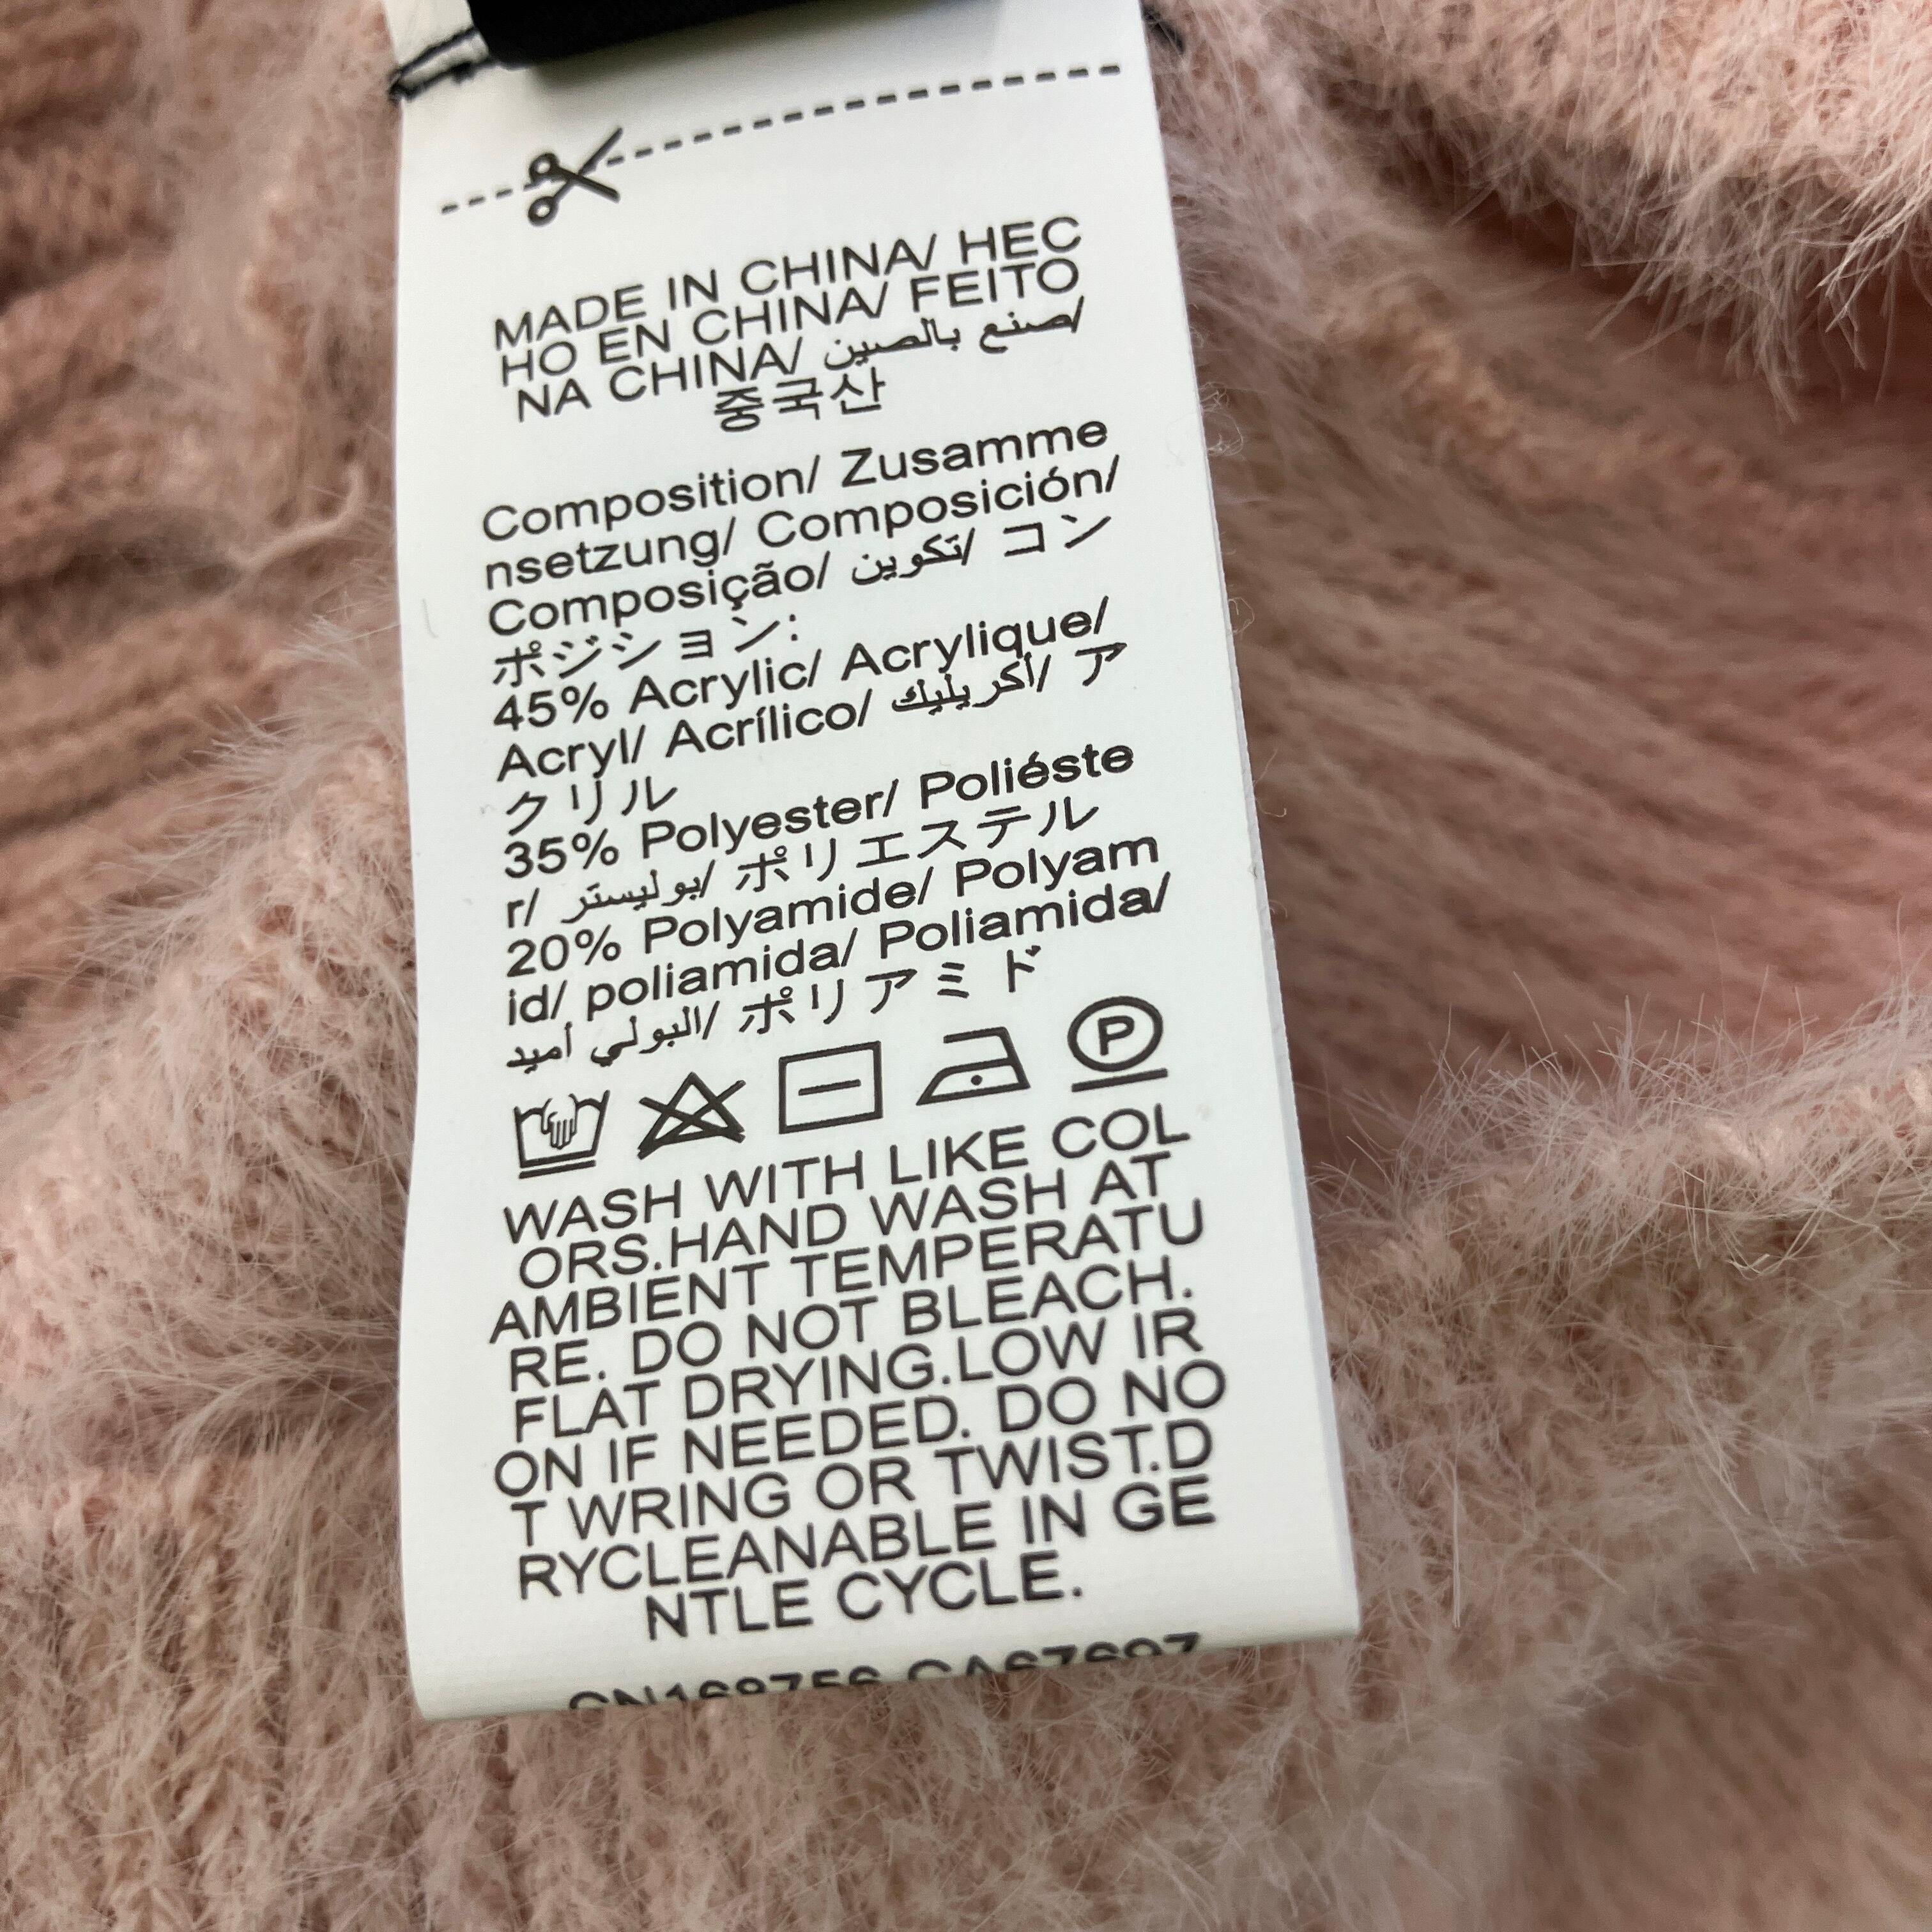 MADE IN CHINA/ HEC
HO EN CHINA/ FEITO
NA CHINA/ صنع بالصين/
중국산
Composition/ Zusamme
nsetzung/ Composición/
Composição/ تكوين/ コン
ポジション:
45% Acrylic/ Acrylique/
Acryl/ Acrílico/ أكريليك/ ア
クリル
35% Polyester/ Poliéste
r/ بوليستر/ ポリエステル
20% Polyamide/ Polyam
id/ poliamida/ Poliamida/
البولي أميد/ ポリアミド
P
WASH WITH LIKE COL
ORS.HAND WASH AT
AMBIENT TEMPERATU
RE. DO NOT BLEACH.
FLAT DRYING.LOW IR
ON IF NEEDED. DO NO
T WRING OR TWIST.D
RYCLEANABLE IN GE
NTLE CYCLE.